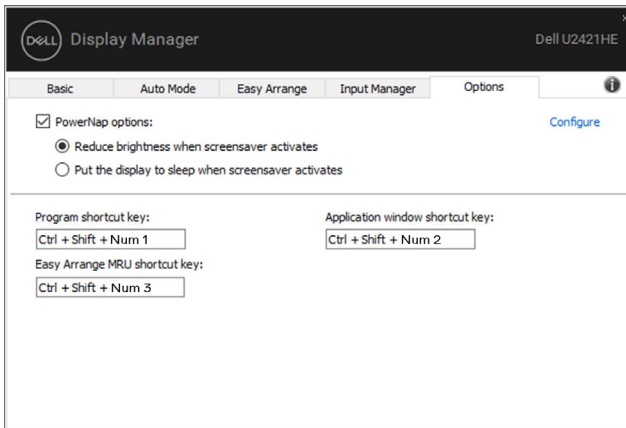 DELL Display Manager
Dell U2421HE
Basic Auto Mode Easy Arrange Input Manager Options
PowerNap options:
Configure
Reduce brightness when screensaver activates
Put the display to sleep when screensaver activates
Program shortcut key:
Application window shortcut key:
Ctrl + Shift + Num 1
Ctrl + Shift + Num 2
Easy Arrange MRU shortcut key:
Ctrl + Shift + Num 3